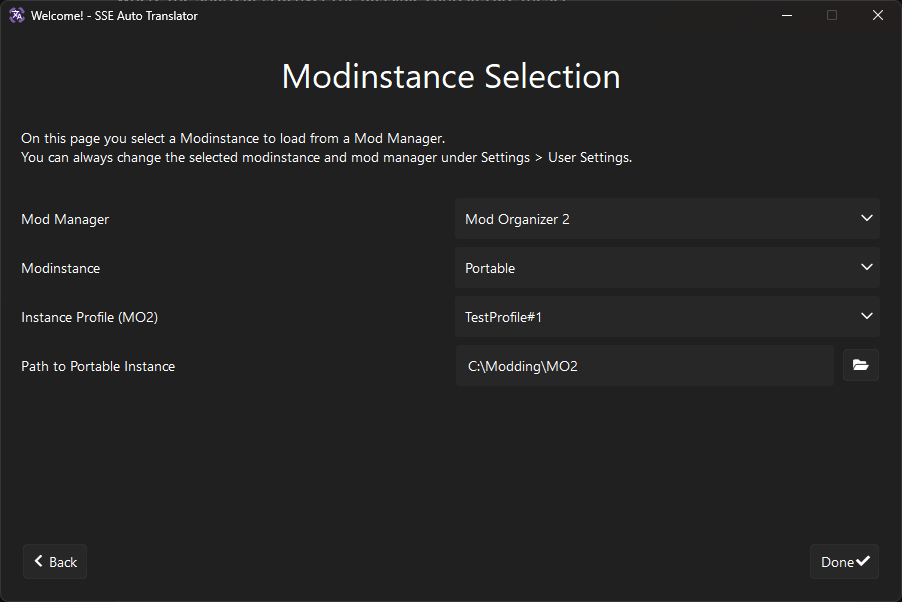 Welcome! - SSE Auto Translator
Modinstance Selection
On this page you select a Modinstance to load from a Mod Manager.
You can always change the selected modinstance and mod manager under Settings > User Settings.
Mod Manager Mod Organizer 2
Modinstance Portable
Instance Profile (MO2) TestProfile#1
Path to Portable Instance C:\Modding\MO2
Back Done